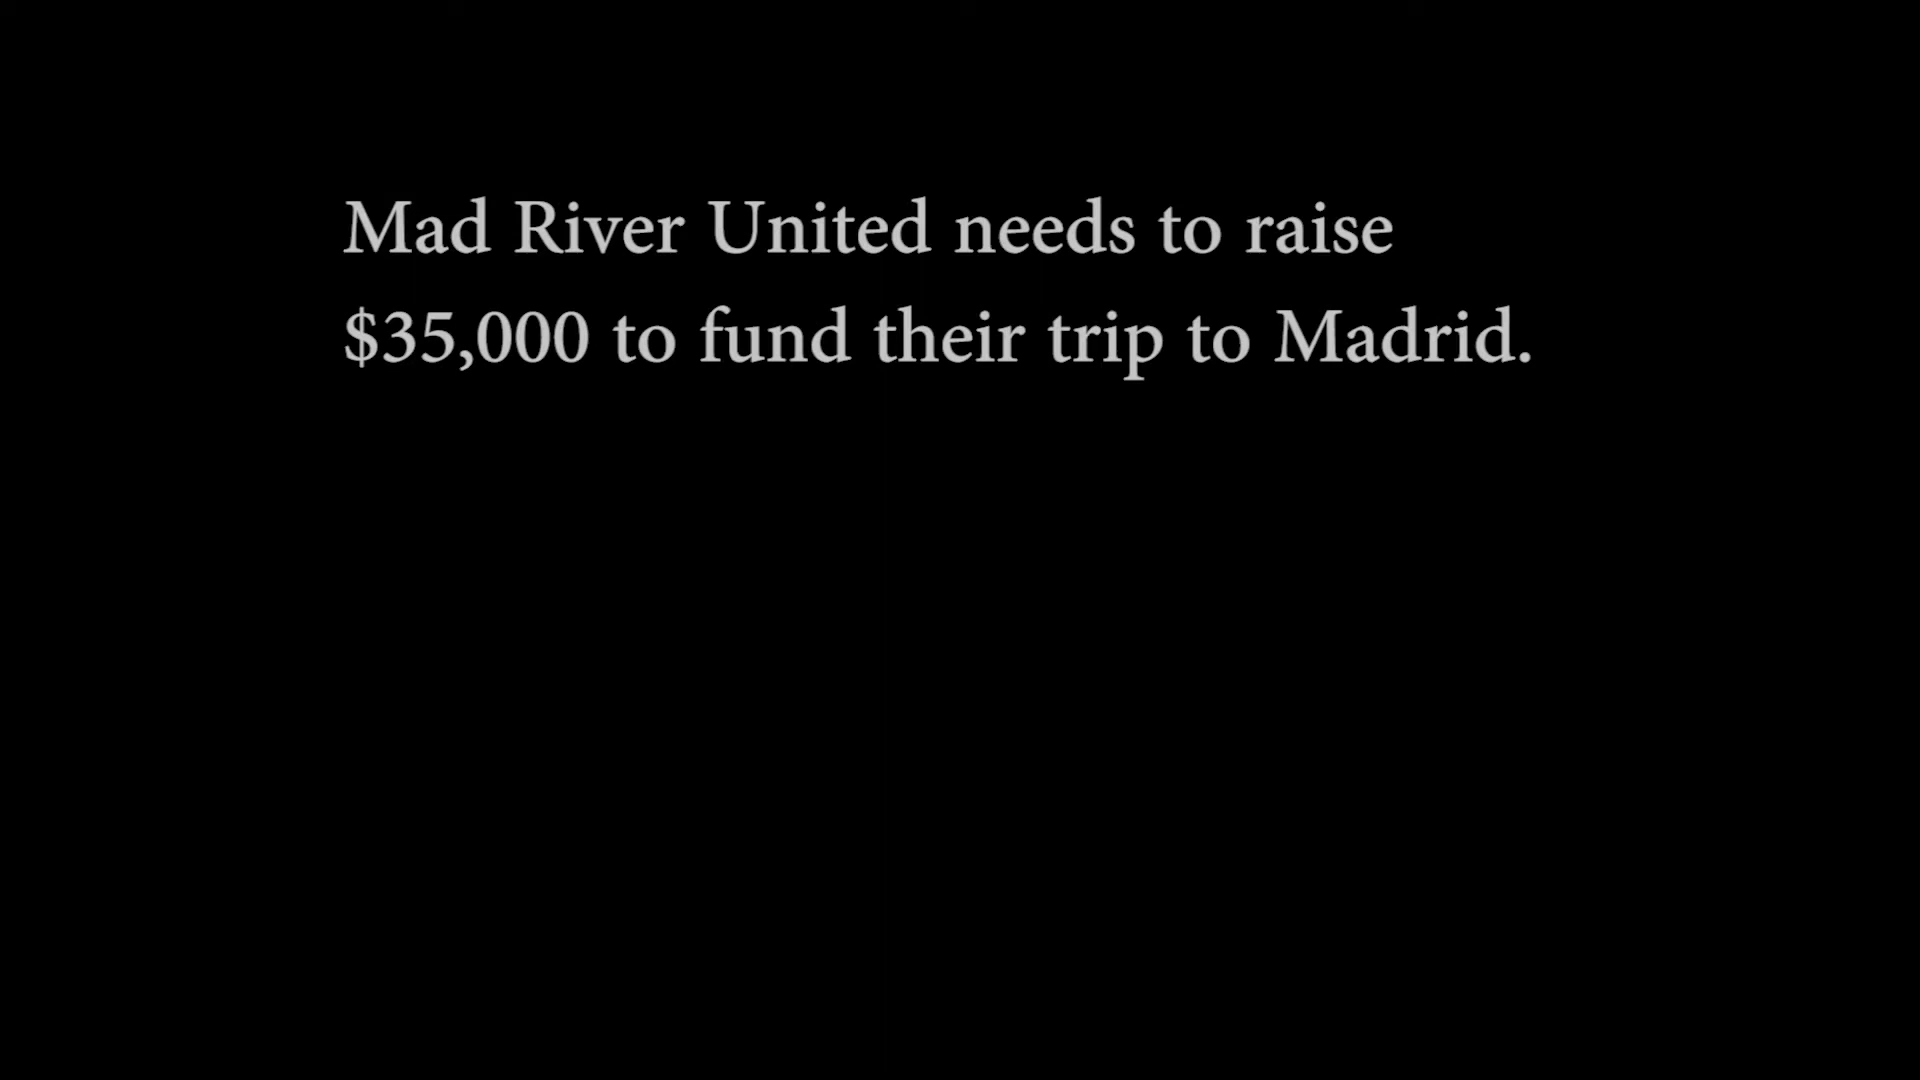 Mad River United needs to raise
$35,000 to fund their trip to Madrid.